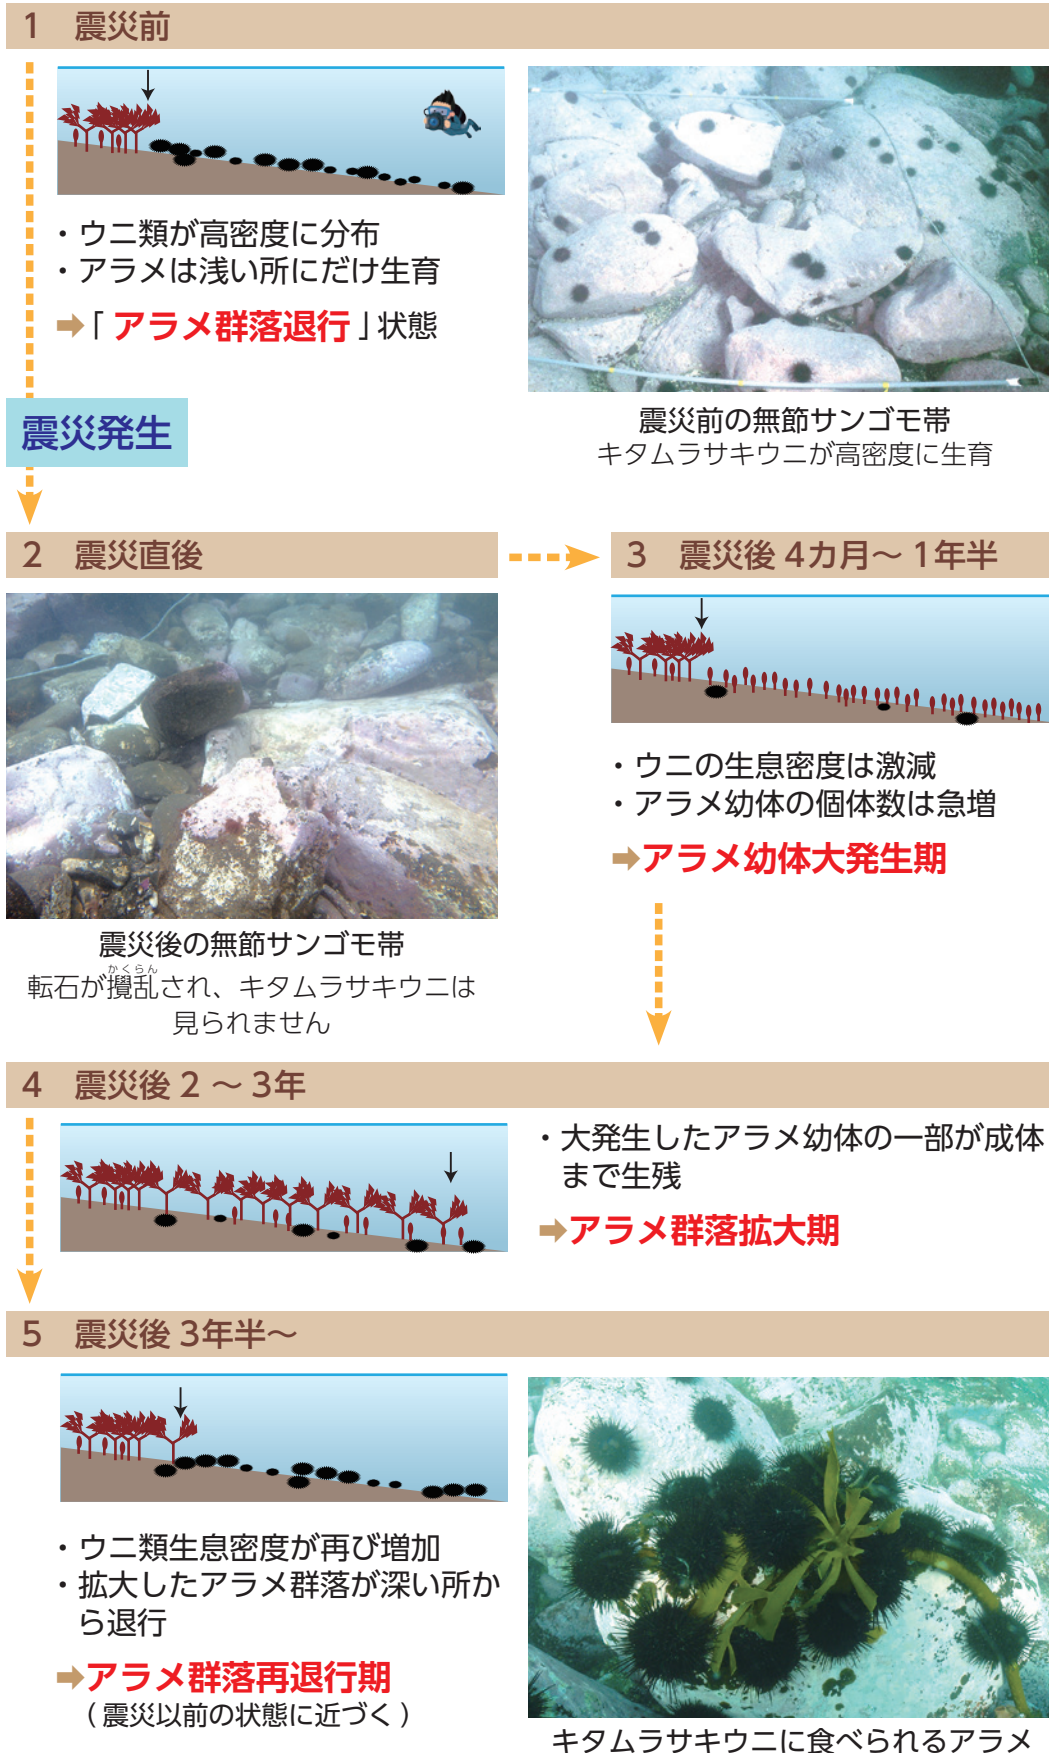 1 震災前
・ウニ類が高密度に分布
・アラメは浅い所にだけ生育
➡「アラメ群落退行」状態
震災前の無節サンゴモ帯
キタムラサキウニが高密度に生育
震災発生
2 震災直後
震災後の無節サンゴモ帯
かくらん
転石が攪乱され、キタムラサキウニは
見られません
3 震災後 4カ月～ 1年半
・ウニの生息密度は激減
・アラメ幼体の個体数は急増
➡アラメ幼体大発生期
4 震災後 2 ～ 3年
・大発生したアラメ幼体の一部が成体
まで生残
➡アラメ群落拡大期
5 震災後 3年半～
・ウニ類生息密度が再び増加
・拡大したアラメ群落が深い所か
ら退行
➡アラメ群落再退行期
（震災以前の状態に近づく）
キタムラサキウニに食べられるアラメ